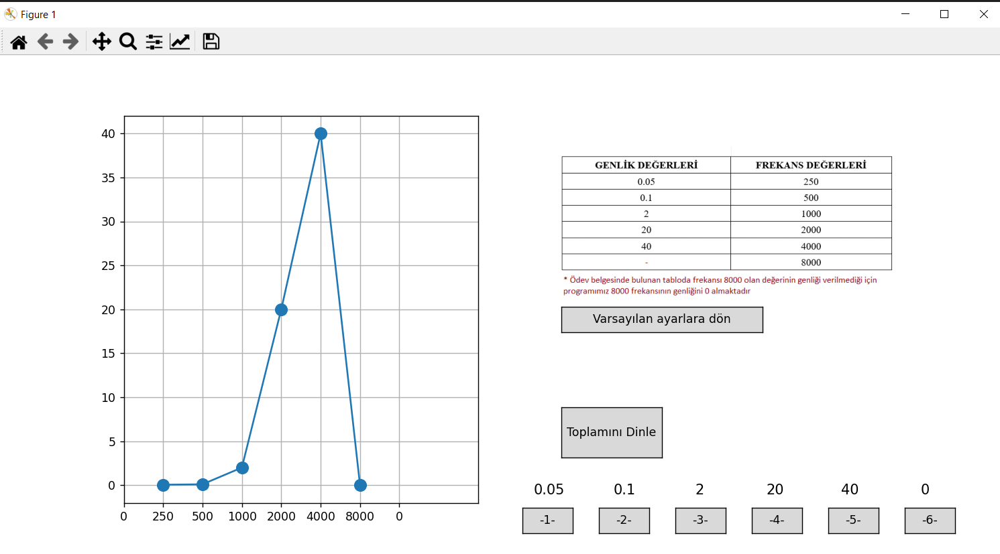 Figure 1
40
35
30
25
20
15
10
5
0
0 250 500 1000 2000 4000 8000 0
GENLİK DEĞERLERİ FREKANS DEĞERLERİ
0.05 250
0.1 500
2 1000
20 2000
40 4000
- 8000
* Ödev belgesinde bulunan tabloda frekansı 8000 olan değerinin genliği verilmediği için
programımız 8000 frekansının genliğini 0 almaktadır
Varsayılan ayarlara dön
Toplamını Dinle
0.05 0.1 2 20 40 0
-1- -2- -3- -4- -5- -6-